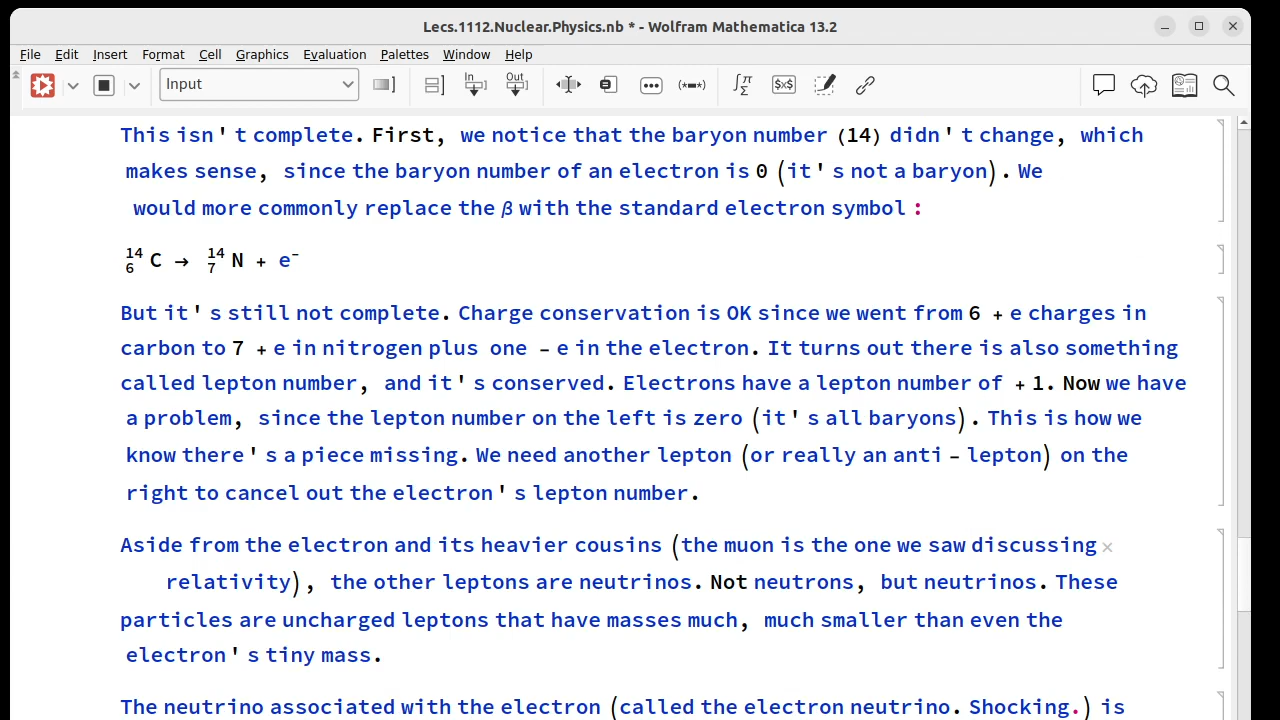 Lecs.1112.Nuclear.Physics.nb * - Wolfram Mathematica 13.2
File Edit Insert Format Cell Graphics Evaluation Palettes Window Help
Input In Out (*=*) ∫π Σ $x$
This isn't complete. First, we notice that the baryon number (14) didn't change, which
makes sense, since the baryon number of an electron is 0 (it's not a baryon). We
would more commonly replace the β with the standard electron symbol:
¹⁴₆C → ¹⁴₇N + e⁻
But it's still not complete. Charge conservation is OK since we went from 6 +e charges in
carbon to 7 +e in nitrogen plus one -e in the electron. It turns out there is also something
called lepton number, and it's conserved. Electrons have a lepton number of +1. Now we have
a problem, since the lepton number on the left is zero (it's all baryons). This is how we
know there's a piece missing. We need another lepton (or really an anti-lepton) on the
right to cancel out the electron's lepton number.
Aside from the electron and its heavier cousins (the muon is the one we saw discussing
relativity), the other leptons are neutrinos. Not neutrons, but neutrinos. These
particles are uncharged leptons that have masses much, much smaller than even the
electron's tiny mass.
The neutrino associated with the electron (called the electron neutrino. Shocking.) is